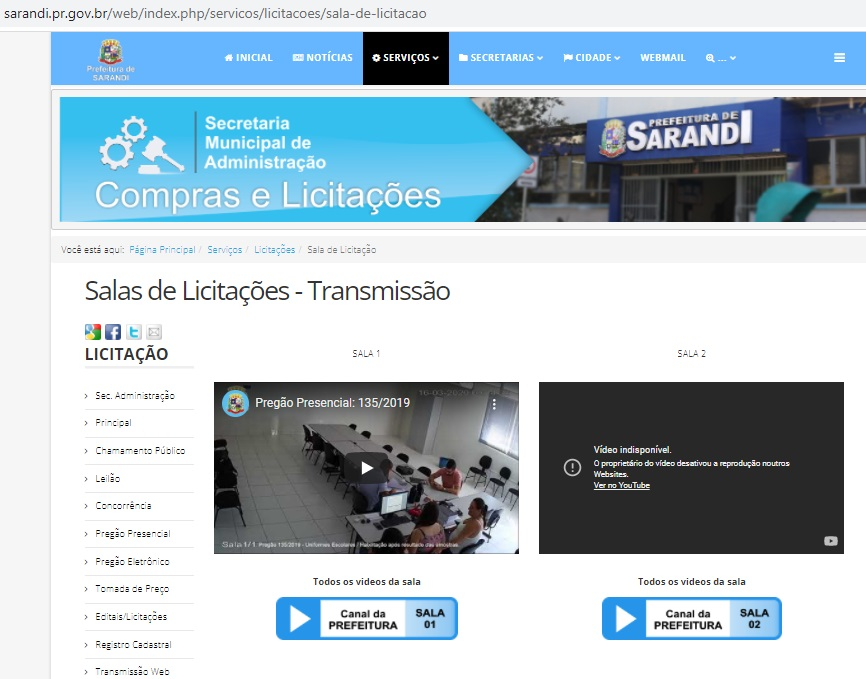 sarandi.pr.gov.br/web/index.php/servicos/licitacoes/sala-de-licitacao
Prefeitura de
SARANDI
INICIAL
NOTÍCIAS
SERVIÇOS
SECRETARIAS
CIDADE
WEBMAIL
...
Secretaria
Municipal de
Administração
Compras e Licitações
PREFEITURA DE
SARANDI
Você está aqui: Página Principal / Serviços / Licitações / Sala de Licitação
Salas de Licitações - Transmissão
LICITAÇÃO
Sec. Administração
Principal
Chamamento Público
Leilão
Concorrência
Pregão Presencial
Pregão Eletrônico
Tomada de Preço
Editais/Licitações
Registro Cadastral
Transmissão Web
SALA 1
Pregão Presencial: 135/2019
Sala 1/1 Pregão 135/2019 - Uniformes Escolares / Habilitação após resultado das amostras
Todos os videos da sala
Canal da
PREFEITURA
SALA
01
SALA 2
Vídeo indisponível.
O proprietário do vídeo desativou a reprodução noutros
Websites.
Ver no YouTube
Todos os videos da sala
Canal da
PREFEITURA
SALA
02